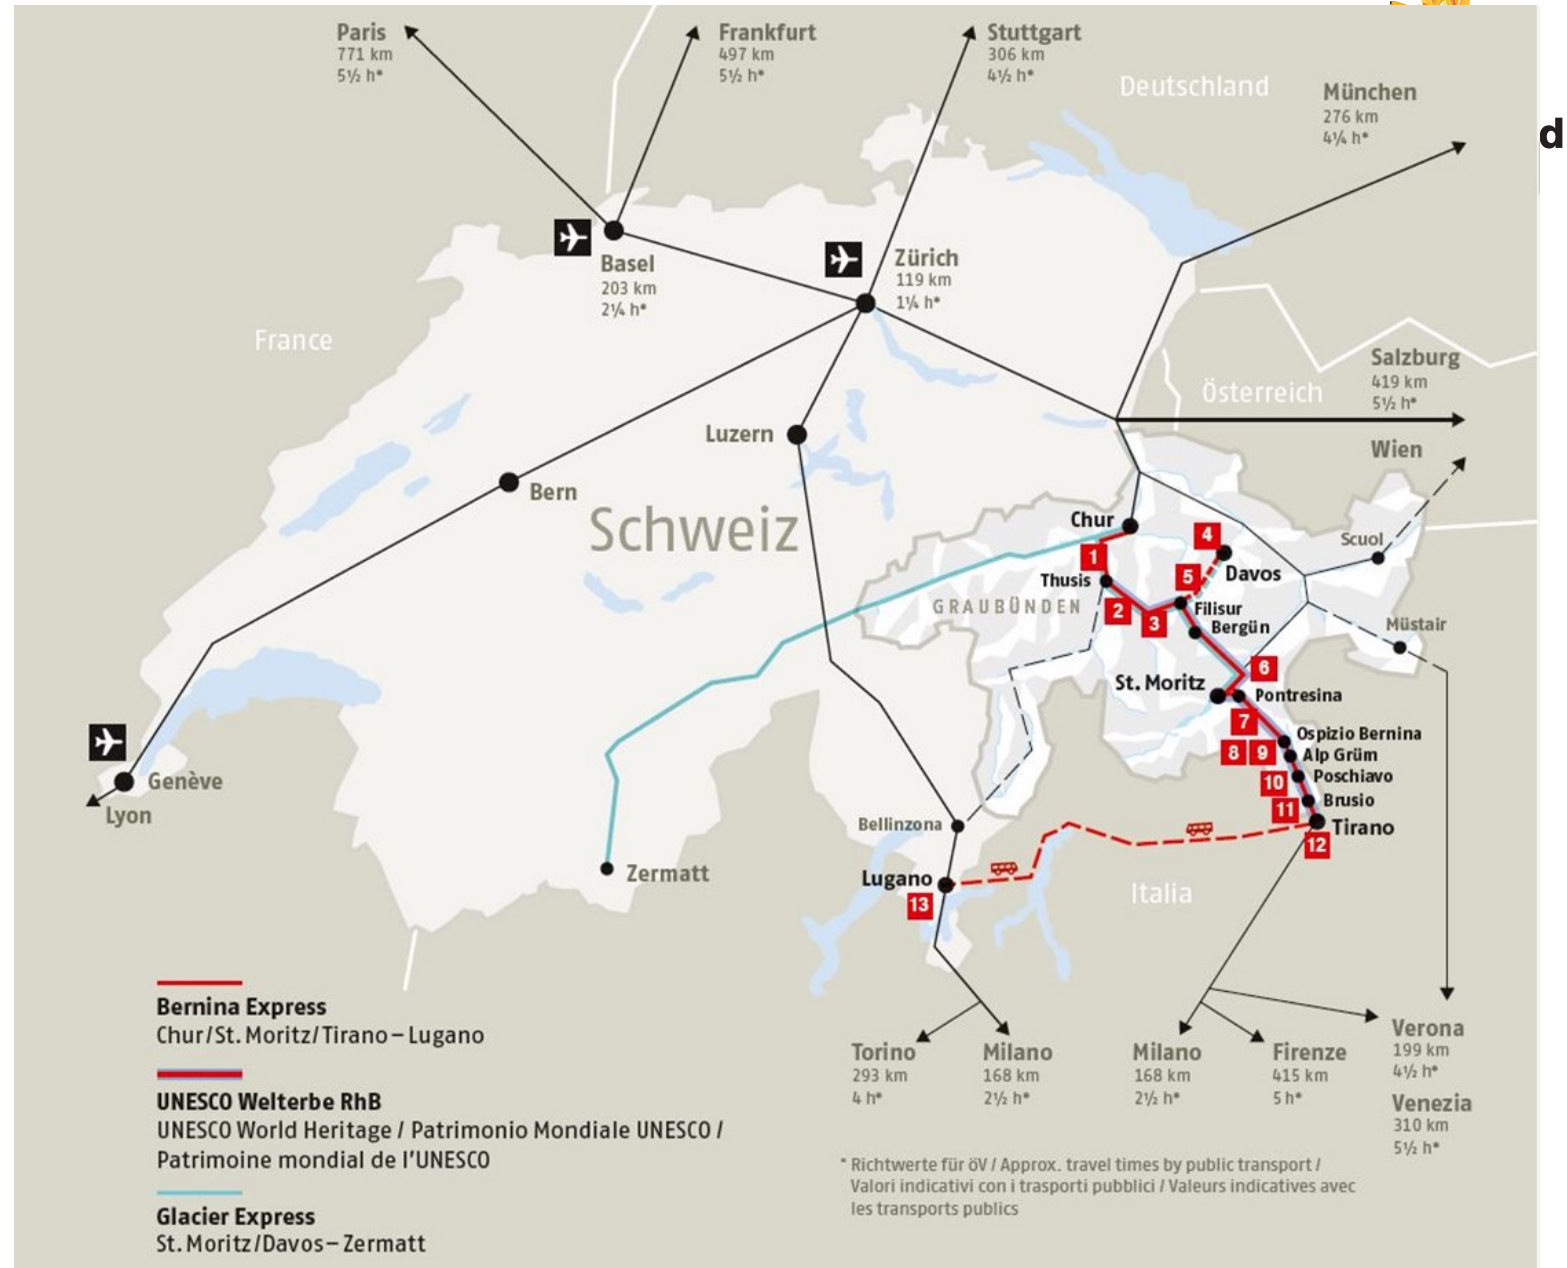 Paris
771 km
5½ h*
Frankfurt
497 km
5½ h*
Stuttgart
306 km
4½ h*
Deutschland
München
276 km
4¼ h*
d
Basel
203 km
2¼ h*
Zürich
119 km
1¼ h*
France
Salzburg
419 km
5½ h*
Österreich
Luzern
Wien
Bern
Schweiz
Chur
Scuol
4
1
Davos
5
Thusis
GRAUBÜNDEN
2
3
Filisur
Bergün
Müstair
6
St. Moritz
Pontresina
7
Ospizio Bernina
8
9
Alp Grüm
10
Poschiavo
11
Brusio
Tirano
12
Genève
Lyon
Bellinzona
Zermatt
Lugano
13
Italia
Bernina Express
Chur/St. Moritz/Tirano – Lugano
UNESCO Welterbe RhB
UNESCO World Heritage / Patrimonio Mondiale UNESCO /
Patrimoine mondial de l'UNESCO
Glacier Express
St. Moritz/Davos – Zermatt
Torino
293 km
4 h*
Milano
168 km
2½ h*
Milano
168 km
2½ h*
Firenze
415 km
5 h*
Verona
199 km
4½ h*
Venezia
310 km
5½ h*
* Richtwerte für öV / Approx. travel times by public transport /
Valori indicativi con i trasporti pubblici / Valeurs indicatives avec
les transports publics